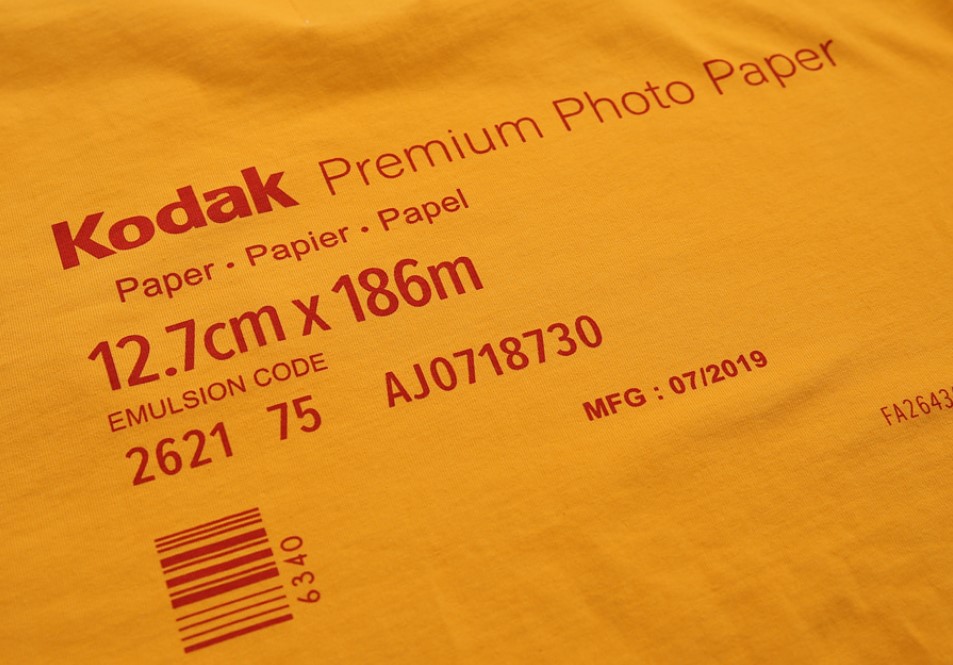 Kodak Premium Photo Paper
Paper · Papier · Papel
12.7cm x 186m
EMULSION CODE
2621 75 AJ0718730
MFG : 07/2019
FA2643
6340